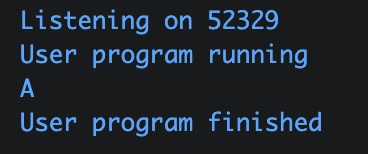 Listening on 52329
User program running
A
User program finished